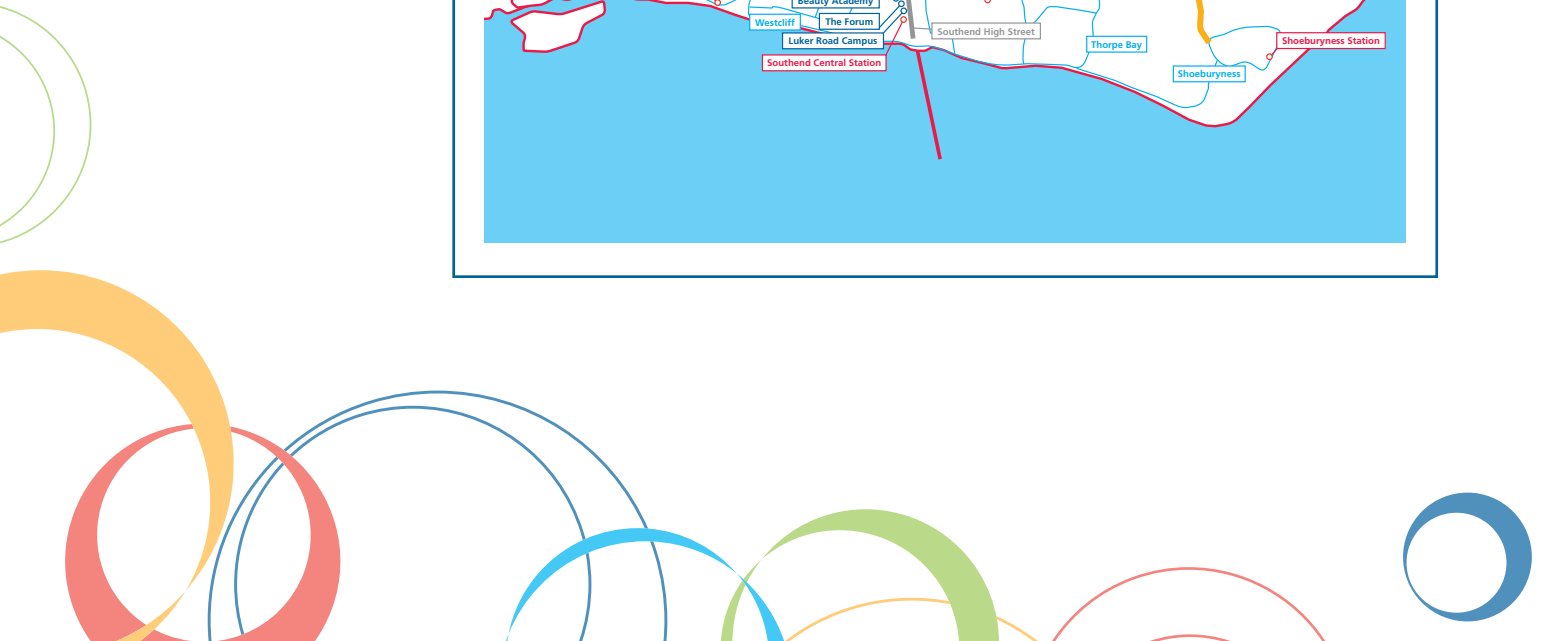 Beauty Academy
Westcliff
The Forum
Southend High Street
Luker Road Campus
Shoeburyness Station
Thorpe Bay
Southend Central Station
Shoeburyness